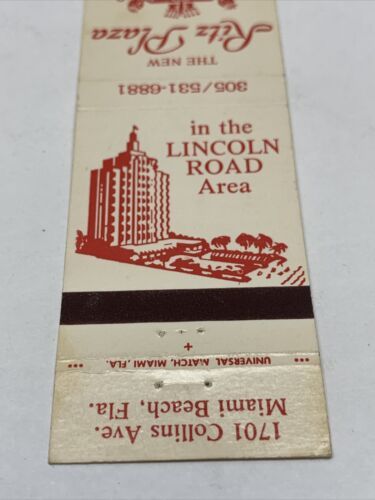 Ritz Plaza
THE NEW
305/531-6881
in the
LINCOLN
ROAD
Area
UNIVERSAL MATCH, MIAMI, FLA.
1701 Collins Ave.
Miami Beach, Fla.